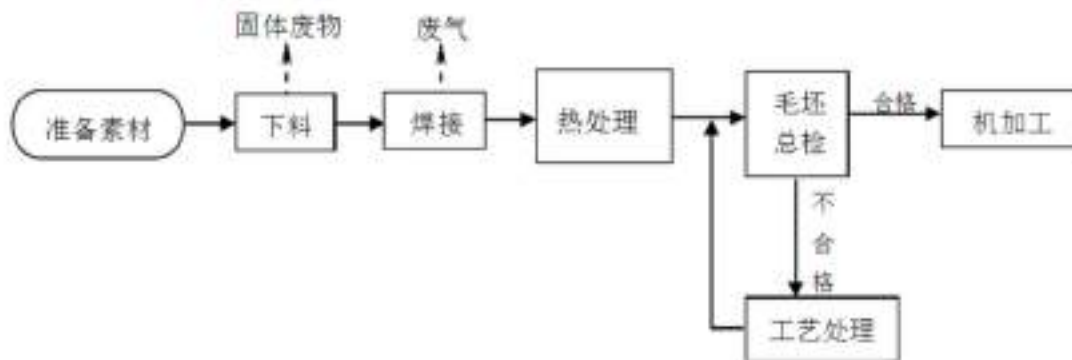 固体废物
废气
准备素材
下料
焊接
热处理
毛坯
总检
合格
机加工
不
合
格
工艺处理